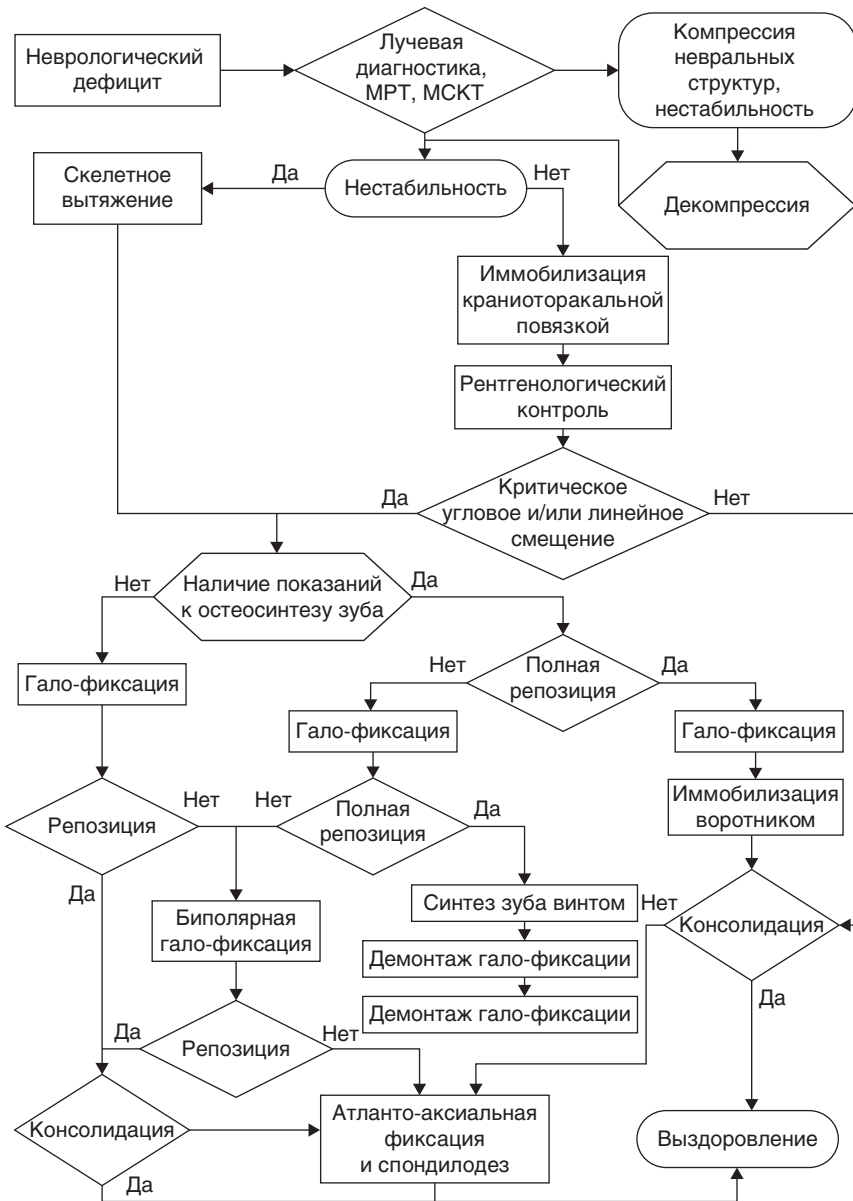 Неврологический
дефицит
Лучевая
диагностика,
МРТ, МСКТ
Компрессия
невральных
структур,
нестабильность
Скелетное
вытяжение
Да
Нестабильность
Нет
Декомпрессия
Иммобилизация
краниоторакальной
повязкой
Рентгенологический
контроль
Да
Критическое
угловое и/или линейное
смещение
Нет
Нет
Наличие показаний
к остеосинтезу зуба
Да
Гало-фиксация
Нет
Полная
репозиция
Да
Гало-фиксация
Гало-фиксация
Иммобилизация
воротником
Репозиция
Нет
Нет
Полная
репозиция
Да
Да
Синтез зуба винтом
Нет
Консолидация
Биполярная
гало-фиксация
Демонтаж гало-фиксации
Демонтаж гало-фиксации
Да
Да
Репозиция
Нет
Консолидация
Атланто-аксиальная
фиксация
и спондилодез
Выздоровление
Да